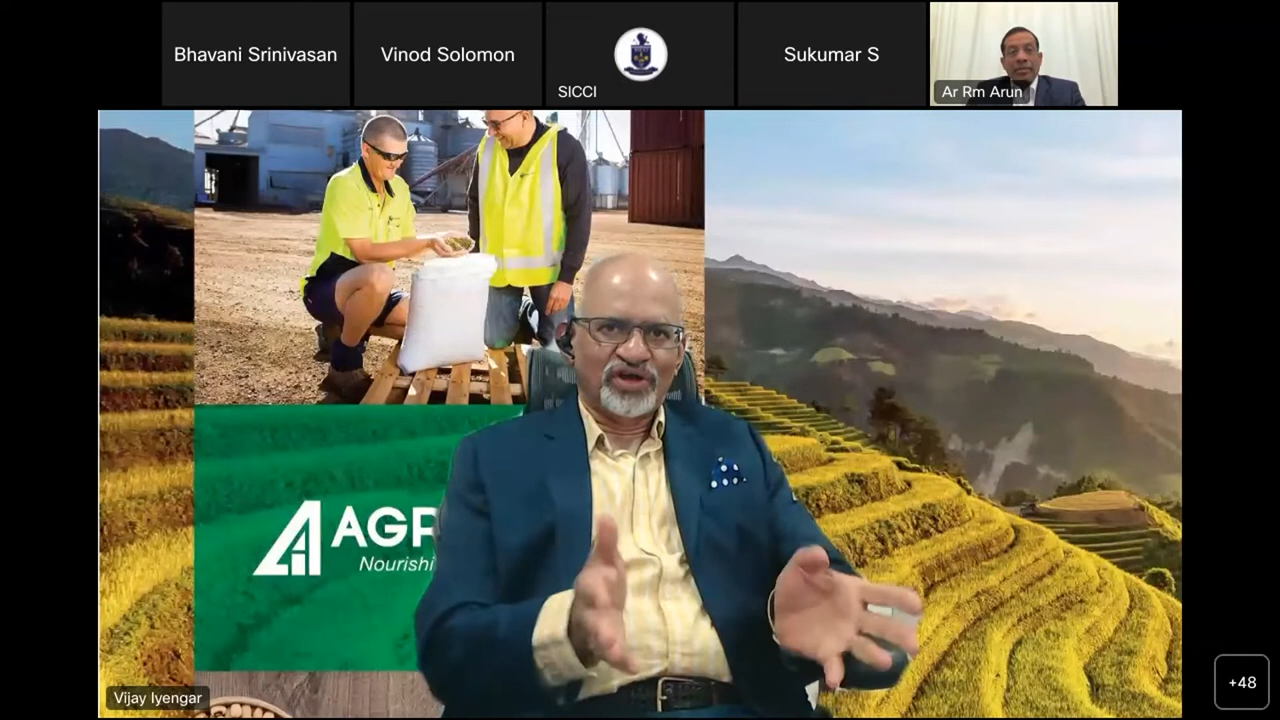 Bhavani Srinivasan
Vinod Solomon
SICCI
Sukumar S
Ar Rm Arun
AGR
Nourishi
Vijay Iyengar
+48